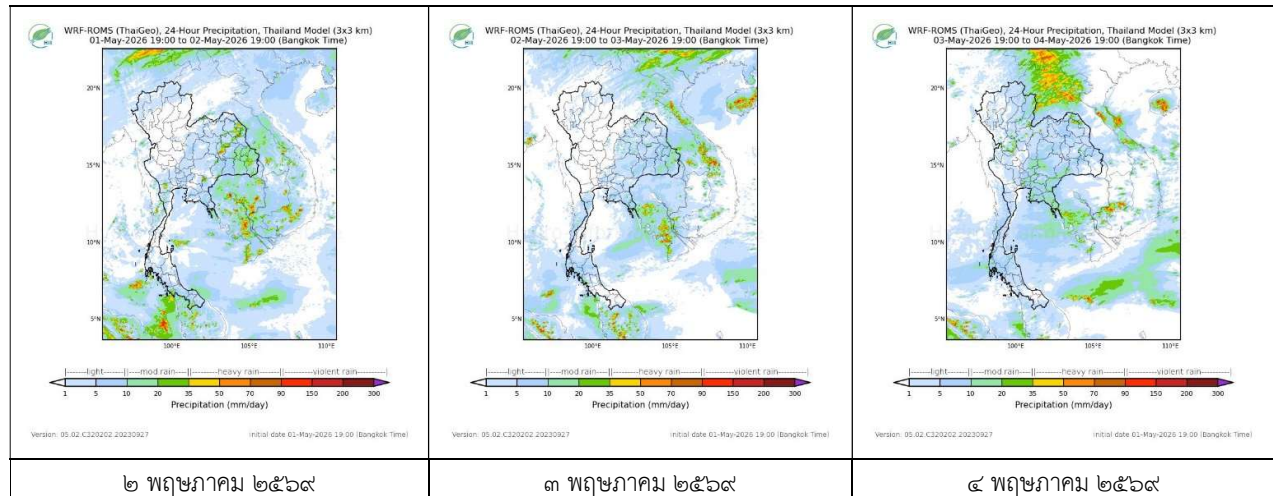 WRF-ROMS (ThaiGeo), 24-Hour Precipitation, Thailand Model (3x3 km)
01-May-2026 19:00 to 02-May-2026 19:00 (Bangkok Time)
20°N
15°N
10°N
5°N
100°E 105°E 110°E
|---------light--------||----mod rain----||--------heavy rain--------||----------violent rain---------|
1 5 10 20 35 50 70 90 150 200 300
Precipitation (mm/day)
Version: 05.02.C320202.20230927 initial date 01-May-2026 19:00 (Bangkok Time)
๒ พฤษภาคม ๒๕๖๙
WRF-ROMS (ThaiGeo), 24-Hour Precipitation, Thailand Model (3x3 km)
02-May-2026 19:00 to 03-May-2026 19:00 (Bangkok Time)
20°N
15°N
10°N
5°N
100°E 105°E 110°E
|---------light--------||----mod rain----||--------heavy rain--------||----------violent rain---------|
1 5 10 20 35 50 70 90 150 200 300
Precipitation (mm/day)
Version: 05.02.C320202.20230927 initial date 01-May-2026 19:00 (Bangkok Time)
๓ พฤษภาคม ๒๕๖๙
WRF-ROMS (ThaiGeo), 24-Hour Precipitation, Thailand Model (3x3 km)
03-May-2026 19:00 to 04-May-2026 19:00 (Bangkok Time)
20°N
15°N
10°N
5°N
100°E 105°E 110°E
|---------light--------||----mod rain----||--------heavy rain--------||----------violent rain---------|
1 5 10 20 35 50 70 90 150 200 300
Precipitation (mm/day)
Version: 05.02.C320202.20230927 initial date 01-May-2026 19:00 (Bangkok Time)
๔ พฤษภาคม ๒๕๖๙